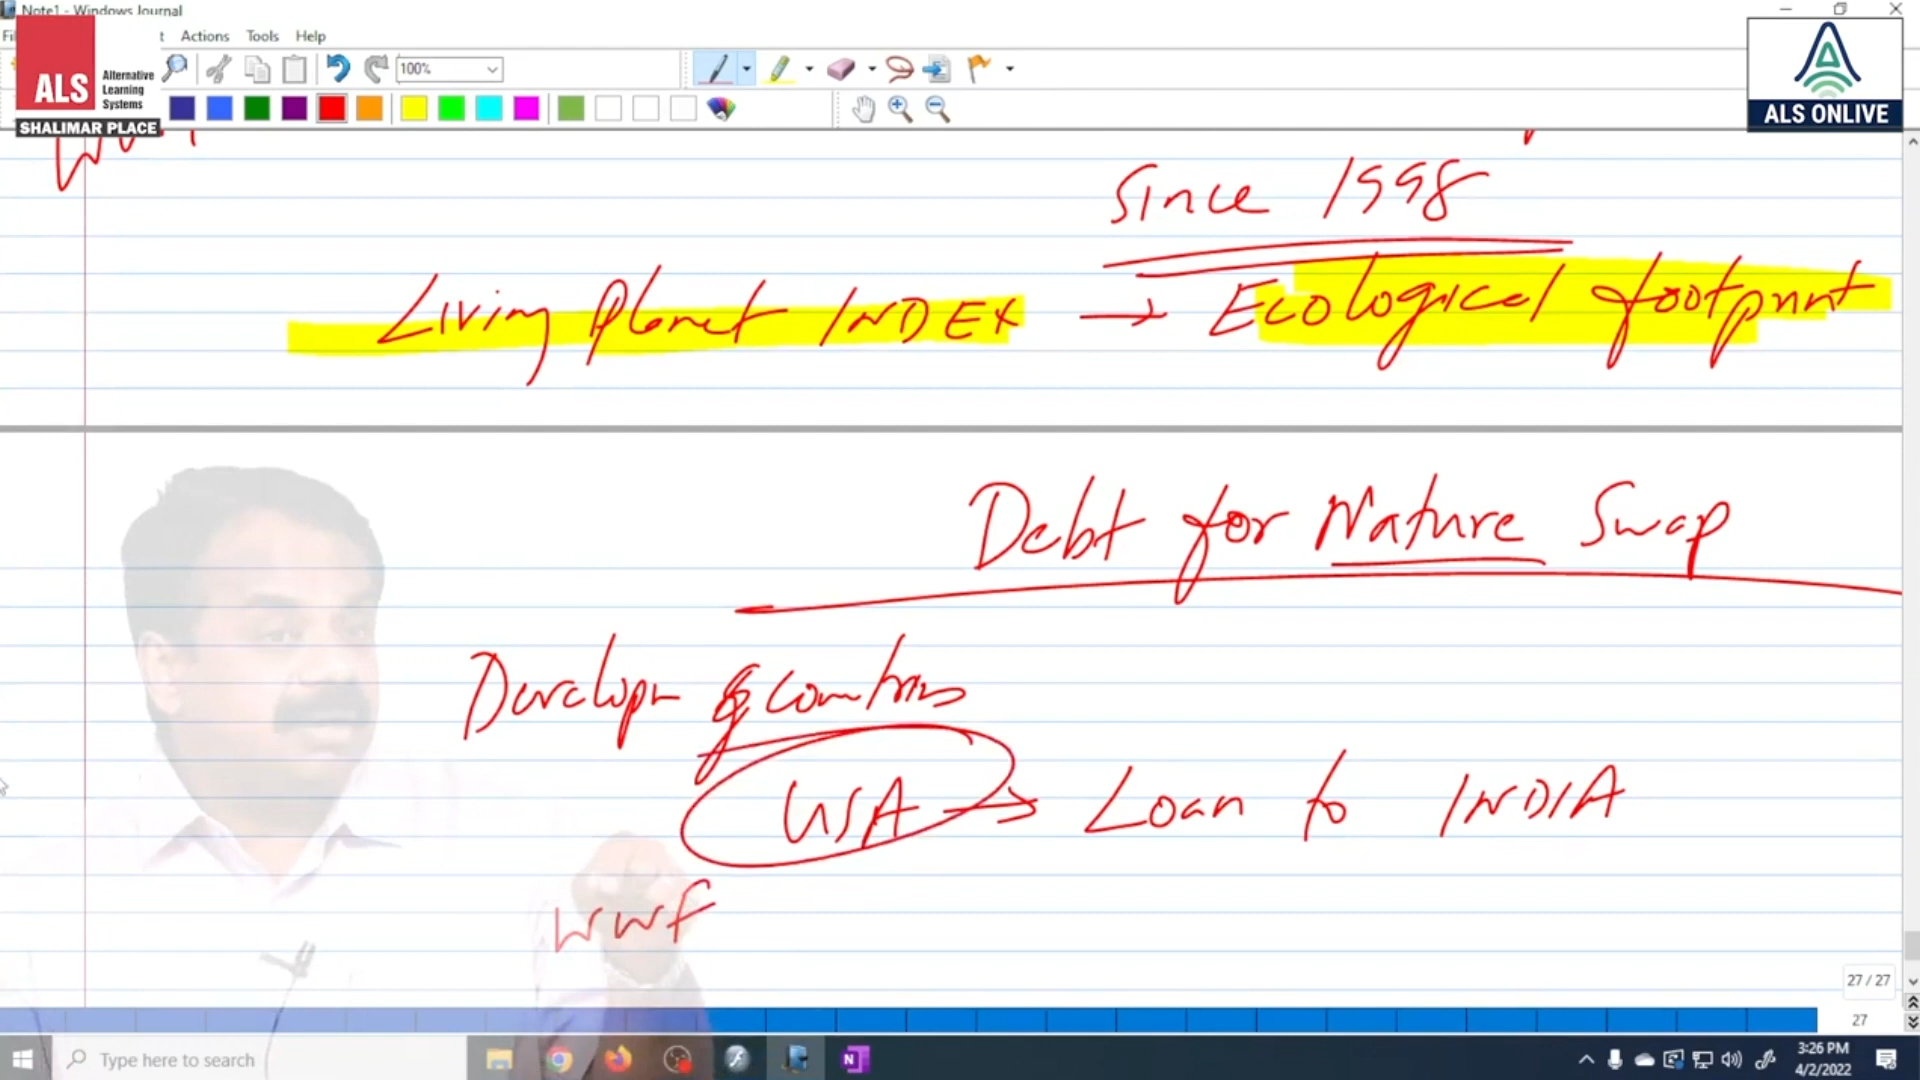 Note1 - Windows Journal
Actions Tools Help
ALS Alternative Learning Systems
SHALIMAR PLACE
100%
ALS ONLIVE
Since 1998
Living Planet INDEX → Ecological footprint
Debt for Nature Swap
countries
USA → Loan to INDIA
WWF
27 / 27
27
Type here to search
3:26 PM
4/2/2022